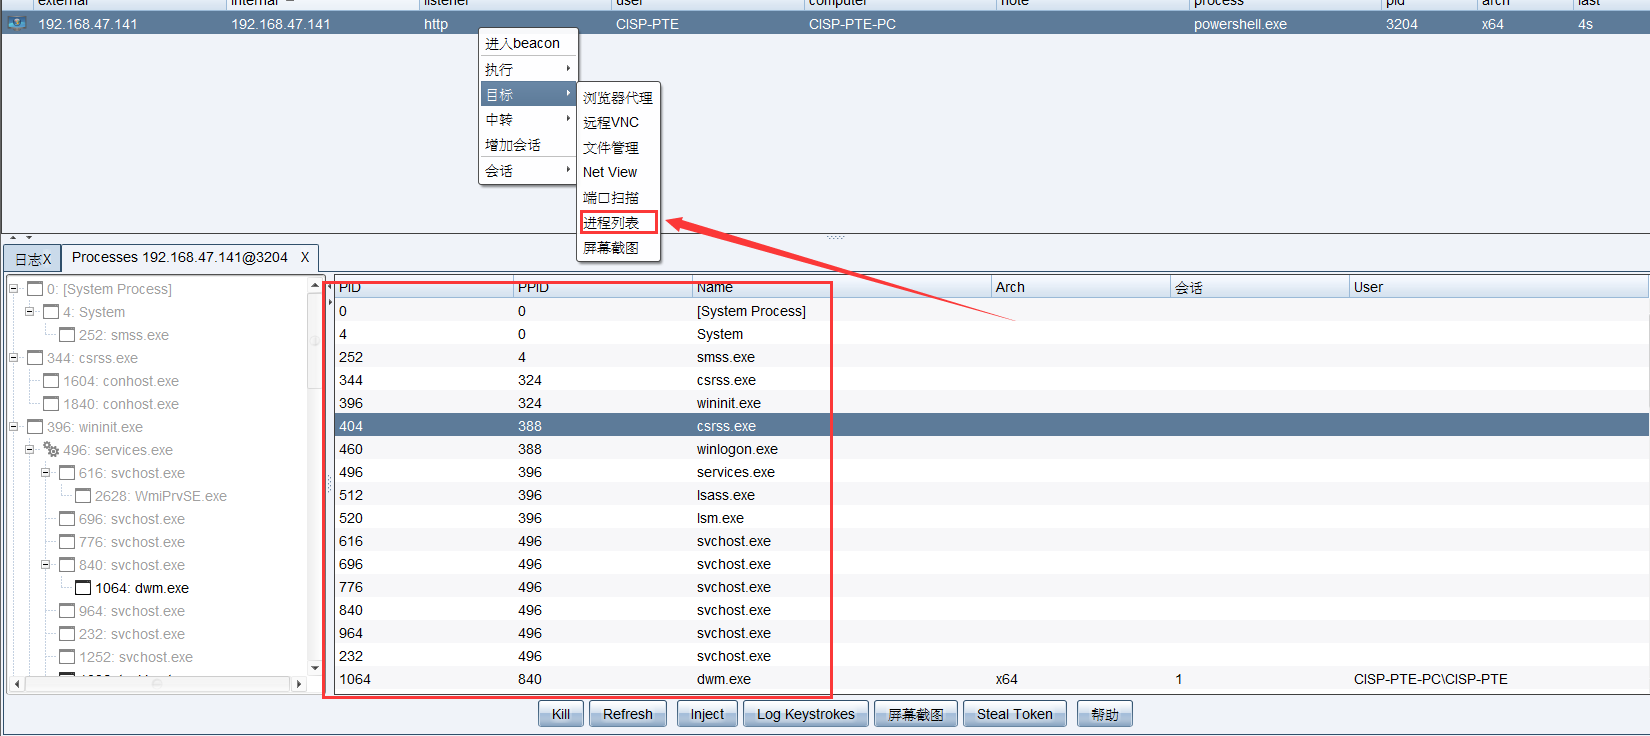 external internal listener user computer note process pid arch last
192.168.47.141 192.168.47.141 http CISP-PTE CISP-PTE-PC powershell.exe 3204 x64 4s
进入beacon
执行
目标
中转
增加会话
会话
浏览器代理
远程VNC
文件管理
Net View
端口扫描
进程列表
屏幕截图
日志X
Processes 192.168.47.141@3204 X
0: [System Process]
4: System
252: smss.exe
344: csrss.exe
1604: conhost.exe
1840: conhost.exe
396: wininit.exe
496: services.exe
616: svchost.exe
2628: WmiPrvSE.exe
696: svchost.exe
776: svchost.exe
840: svchost.exe
1064: dwm.exe
964: svchost.exe
232: svchost.exe
1252: svchost.exe
PID PPID Name Arch 会话 User
0 0 [System Process]
4 0 System
252 4 smss.exe
344 324 csrss.exe
396 324 wininit.exe
404 388 csrss.exe
460 388 winlogon.exe
496 396 services.exe
512 396 lsass.exe
520 396 lsm.exe
616 496 svchost.exe
696 496 svchost.exe
776 496 svchost.exe
840 496 svchost.exe
964 496 svchost.exe
232 496 svchost.exe
1064 840 dwm.exe x64 1 CISP-PTE-PC\CISP-PTE
Kill Refresh Inject Log Keystrokes 屏幕截图 Steal Token 帮助